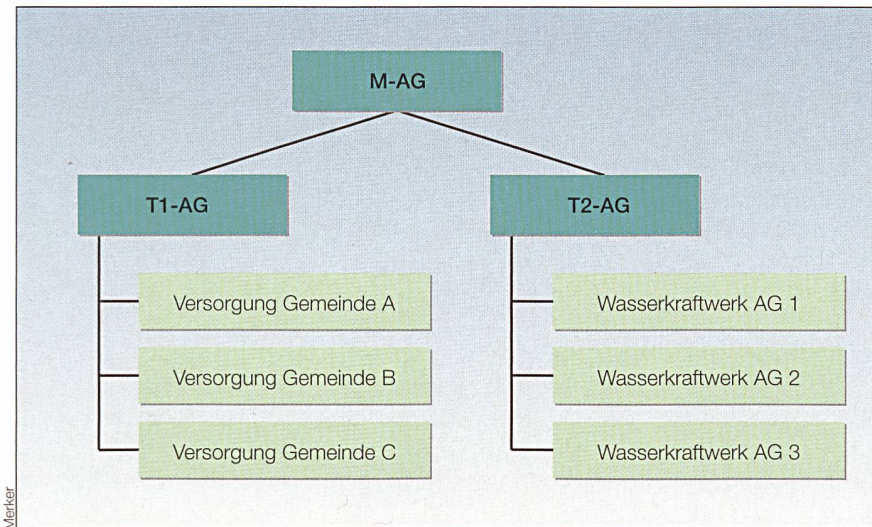 M-AG
T1-AG
T2-AG
Versorgung Gemeinde A
Versorgung Gemeinde B
Versorgung Gemeinde C
Wasserkraftwerk AG 1
Wasserkraftwerk AG 2
Wasserkraftwerk AG 3
Merker